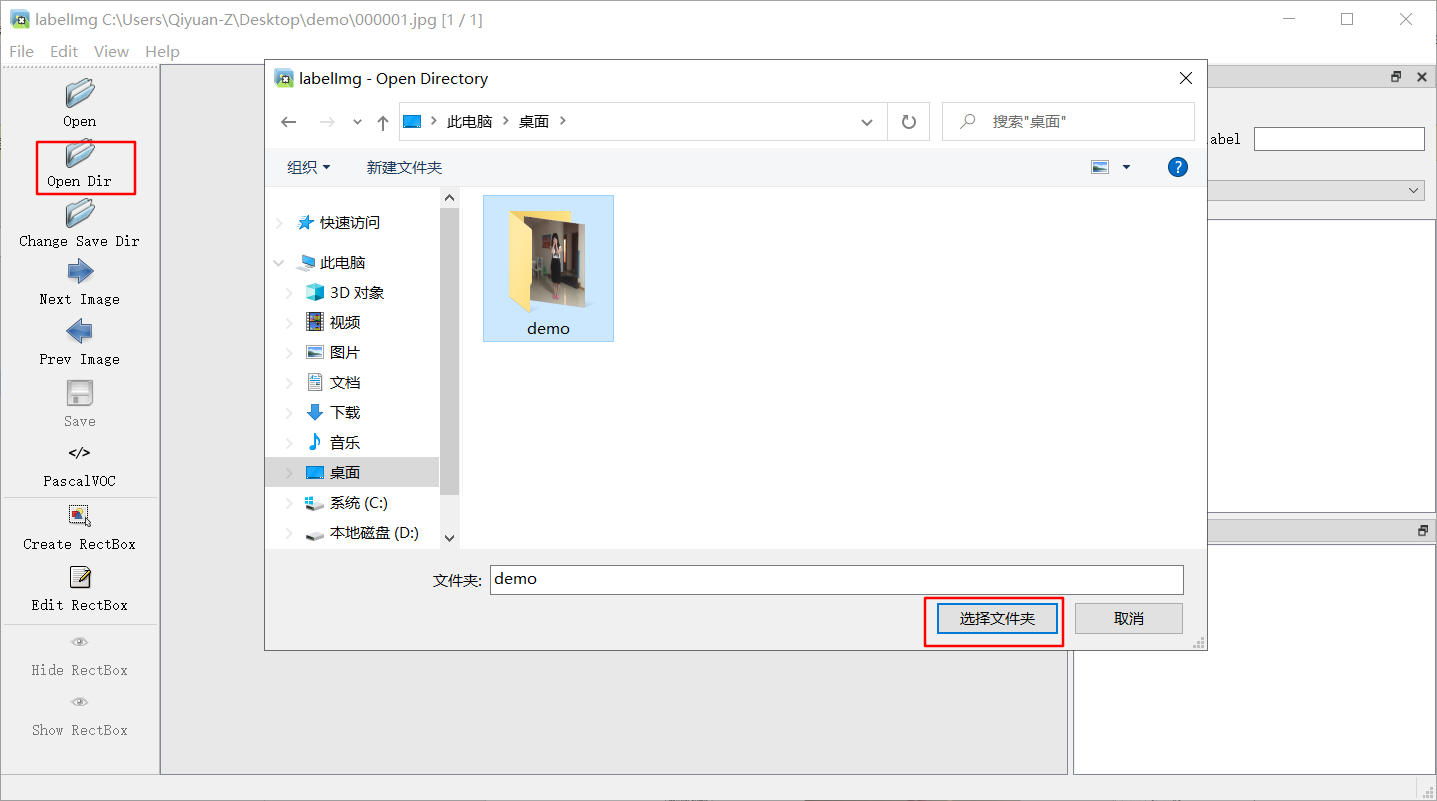 labelImg C:\Users\Qiyuan-Z\Desktop\demo\000001.jpg [1 / 1]
File Edit View Help
Open
Open Dir
Change Save Dir
Next Image
Prev Image
Save
</>
PascalVOC
Create RectBox
Edit RectBox
Hide RectBox
Show RectBox
labelImg - Open Directory
此电脑 桌面
搜索"桌面"
组织 新建文件夹
?
快速访问
此电脑
3D 对象
视频
图片
文档
下载
音乐
桌面
系统 (C:)
本地磁盘 (D:)
demo
文件夹: demo
选择文件夹 取消
abel